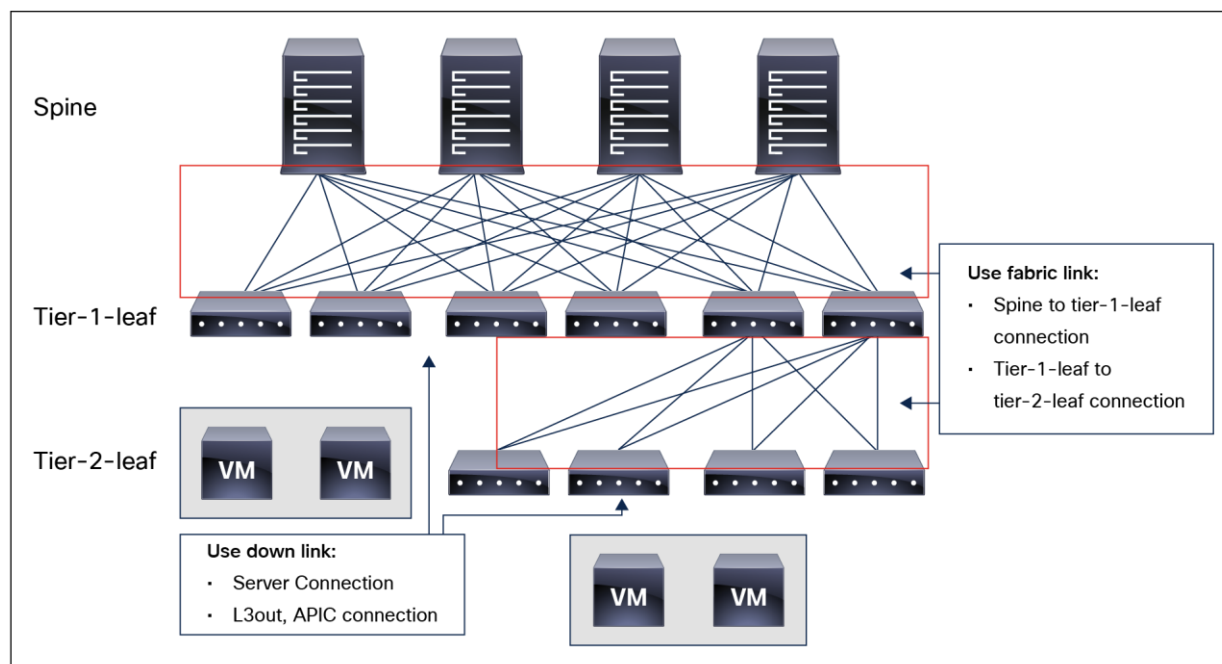 Spine
Tier-1-leaf
Use fabric link:
· Spine to tier-1-leaf
connection
· Tier-1-leaf to
tier-2-leaf connection
Tier-2-leaf
VM
VM
Use down link:
· Server Connection
· L3out, APIC connection
VM
VM